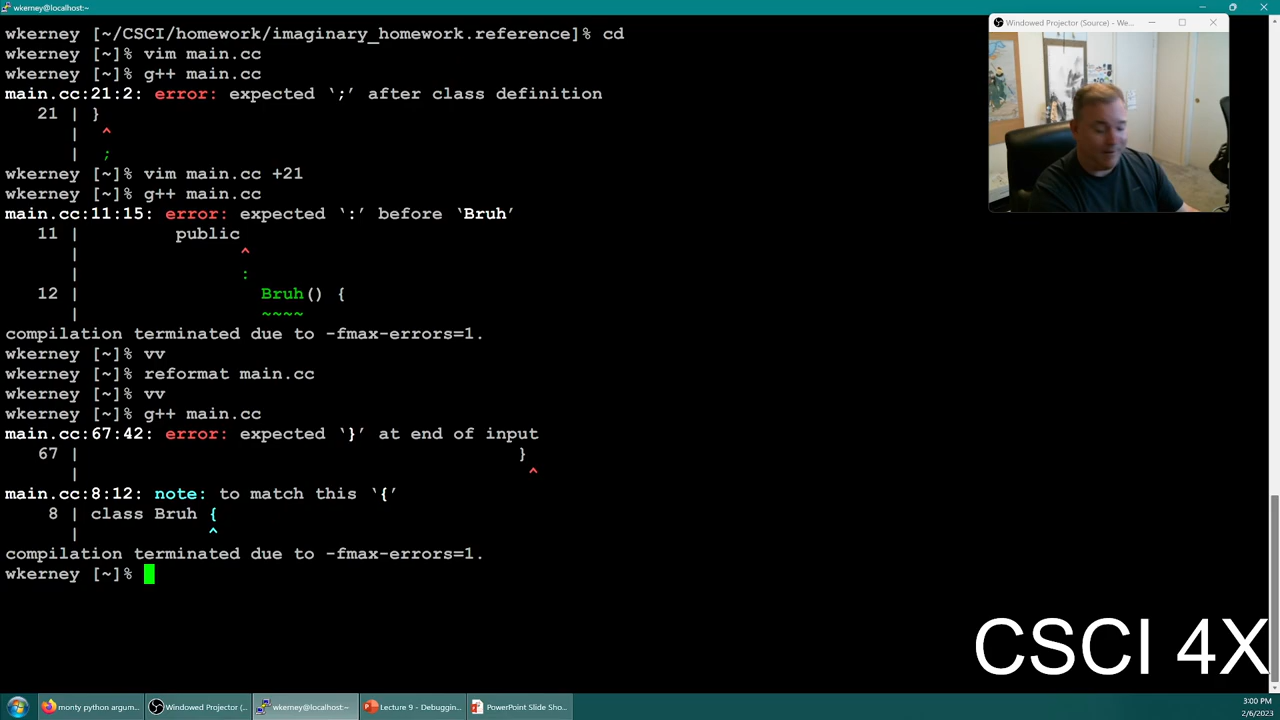 wkerney@localhost:~
wkerney [~/CSCI/homework/imaginary_homework.reference]% cd
wkerney [~]% vim main.cc
wkerney [~]% g++ main.cc
main.cc:21:2: error: expected ‘;’ after class definition
21 | }
| ^
| ;
wkerney [~]% vim main.cc +21
wkerney [~]% g++ main.cc
main.cc:11:15: error: expected ‘:’ before ‘Bruh’
11 | public
| ^
| :
12 | Bruh() {
| ~~~~
compilation terminated due to -fmax-errors=1.
wkerney [~]% vv
wkerney [~]% reformat main.cc
wkerney [~]% vv
wkerney [~]% g++ main.cc
main.cc:67:42: error: expected ‘}’ at end of input
67 | }
| ^
main.cc:8:12: note: to match this ‘{’
8 | class Bruh {
| ^
compilation terminated due to -fmax-errors=1.
wkerney [~]%
Windowed Projector (Source) - We...
CSCI 4X
monty python argum...
Windowed Projector (...
wkerney@localhost:~
Lecture 9 - Debuggin...
PowerPoint Slide Sho...
3:00 PM
2/6/2023